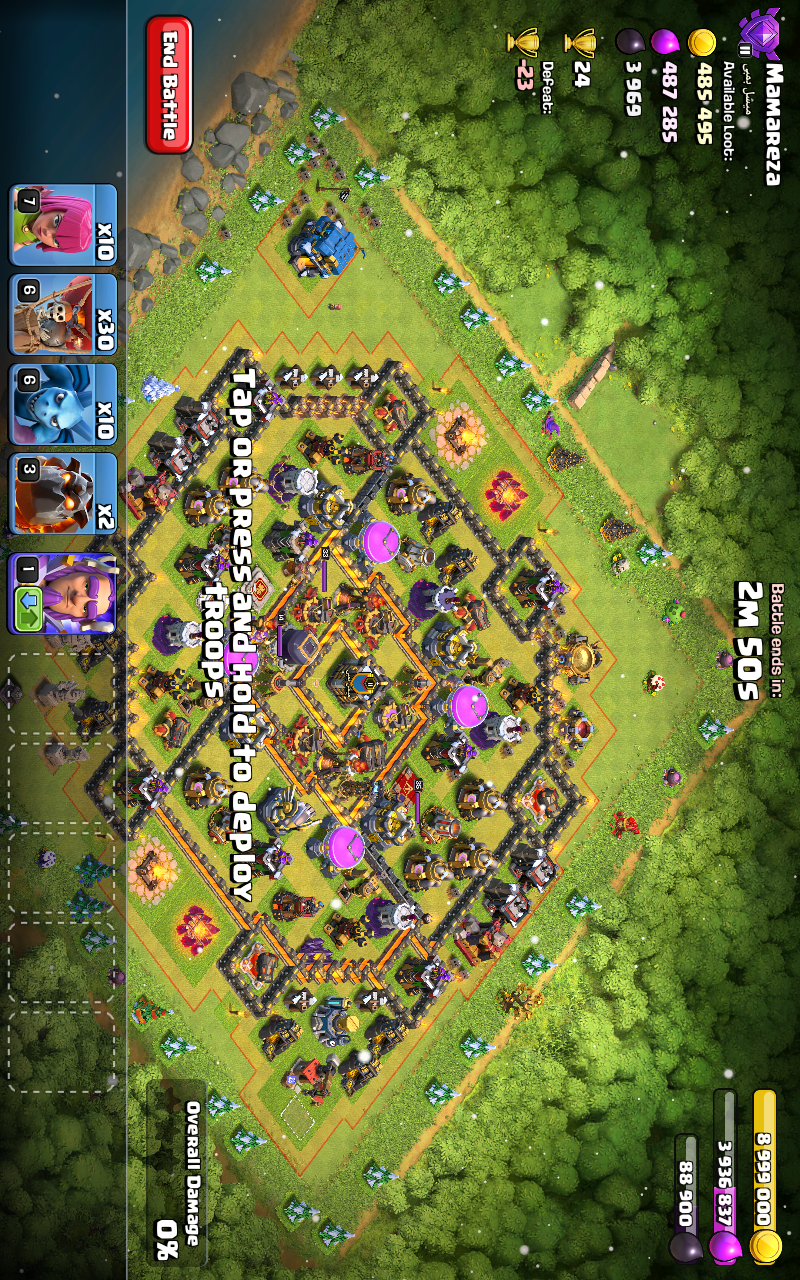 Mamareza
میشل بمبی
Available Loot:
485 495
487 285
3 969
24
Defeat:
-23
End Battle
Battle ends in:
2M 50S
8 999 000
3 936 837
88 900
Tap or press and hold to deploy
troops
Overall Damage
0%
x10
x30
x10
x2
7
6
6
3
1